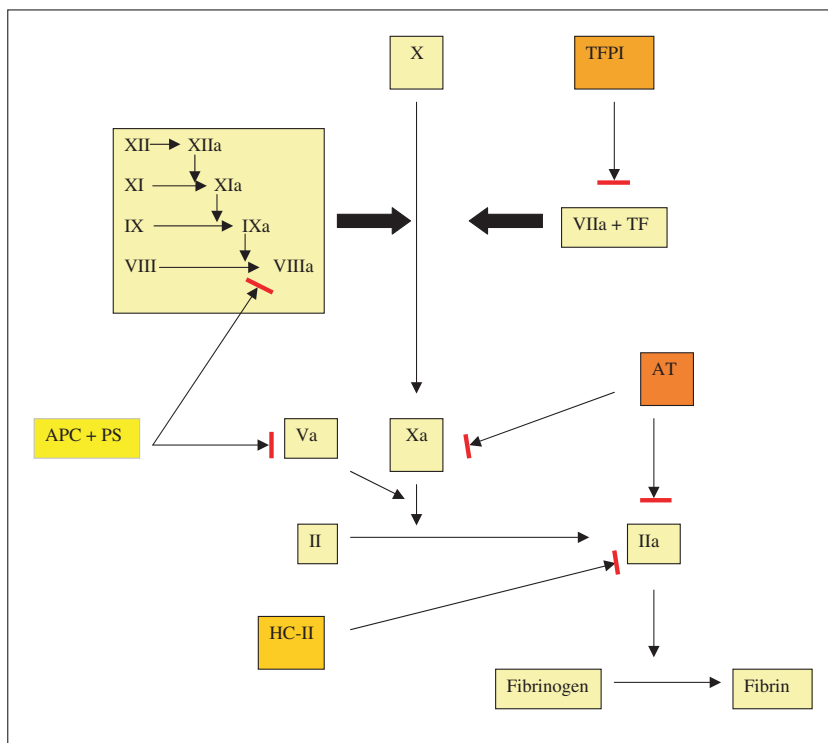 X
TFPI
XII XIIa
XI XIa
IX IXa
VIII VIIIa
VIIa + TF
AT
APC + PS
Va
Xa
II
IIa
HC-II
Fibrinogen
Fibrin